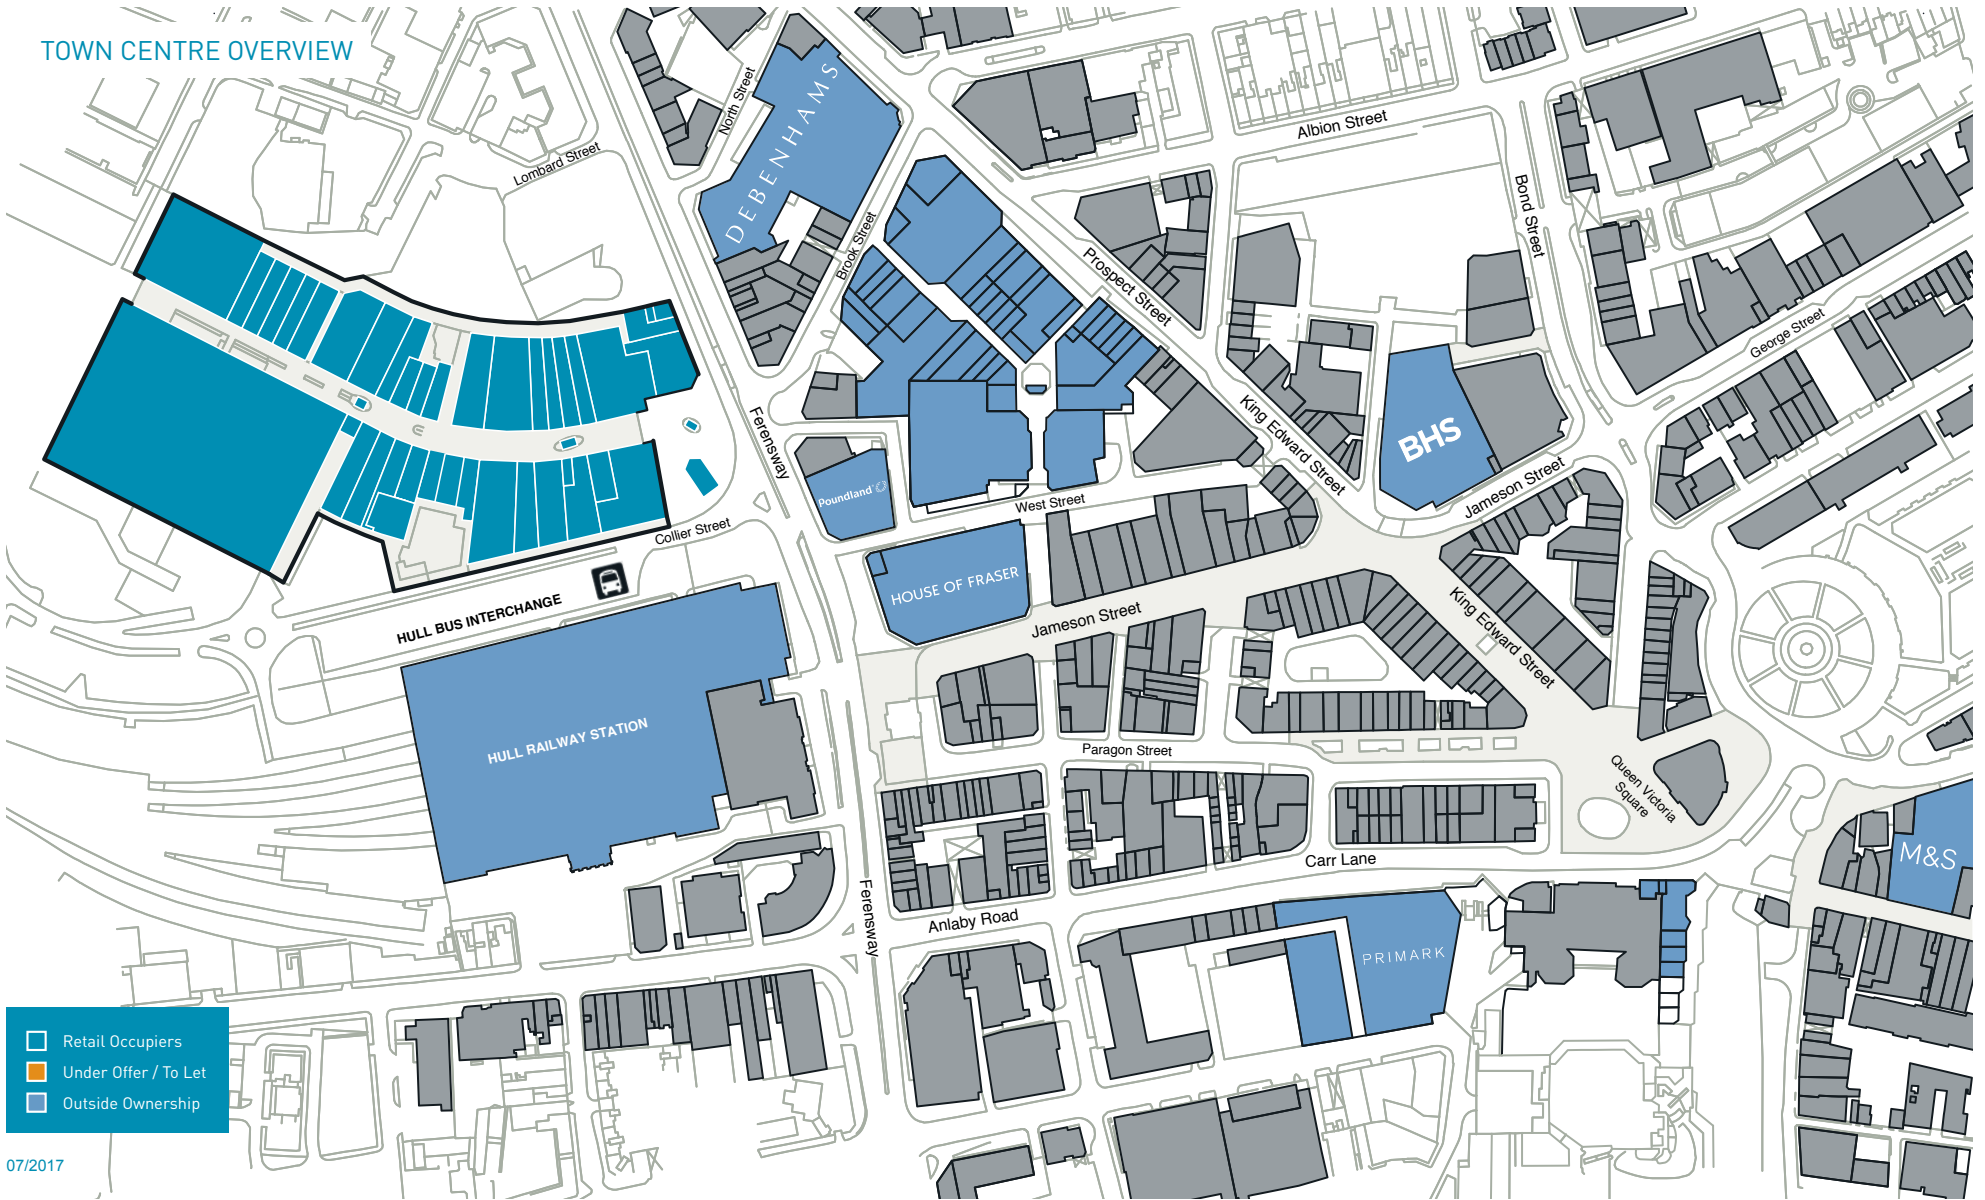 TOWN CENTRE OVERVIEW
North Street
DEBENHAMS
Albion Street
Lombard Street
Bond Street
Brook Street
Prospect Street
George Street
Ferensway
King Edward Street
BHS
Jameson Street
Poundland
West Street
Collier Street
HOUSE OF FRASER
HULL BUS INTERCHANGE
Jameson Street
King Edward Street
HULL RAILWAY STATION
Paragon Street
Queen Victoria
Square
M&S
Carr Lane
Ferensway
Anlaby Road
PRIMARK
Retail Occupiers
Under Offer / To Let
Outside Ownership
07/2017